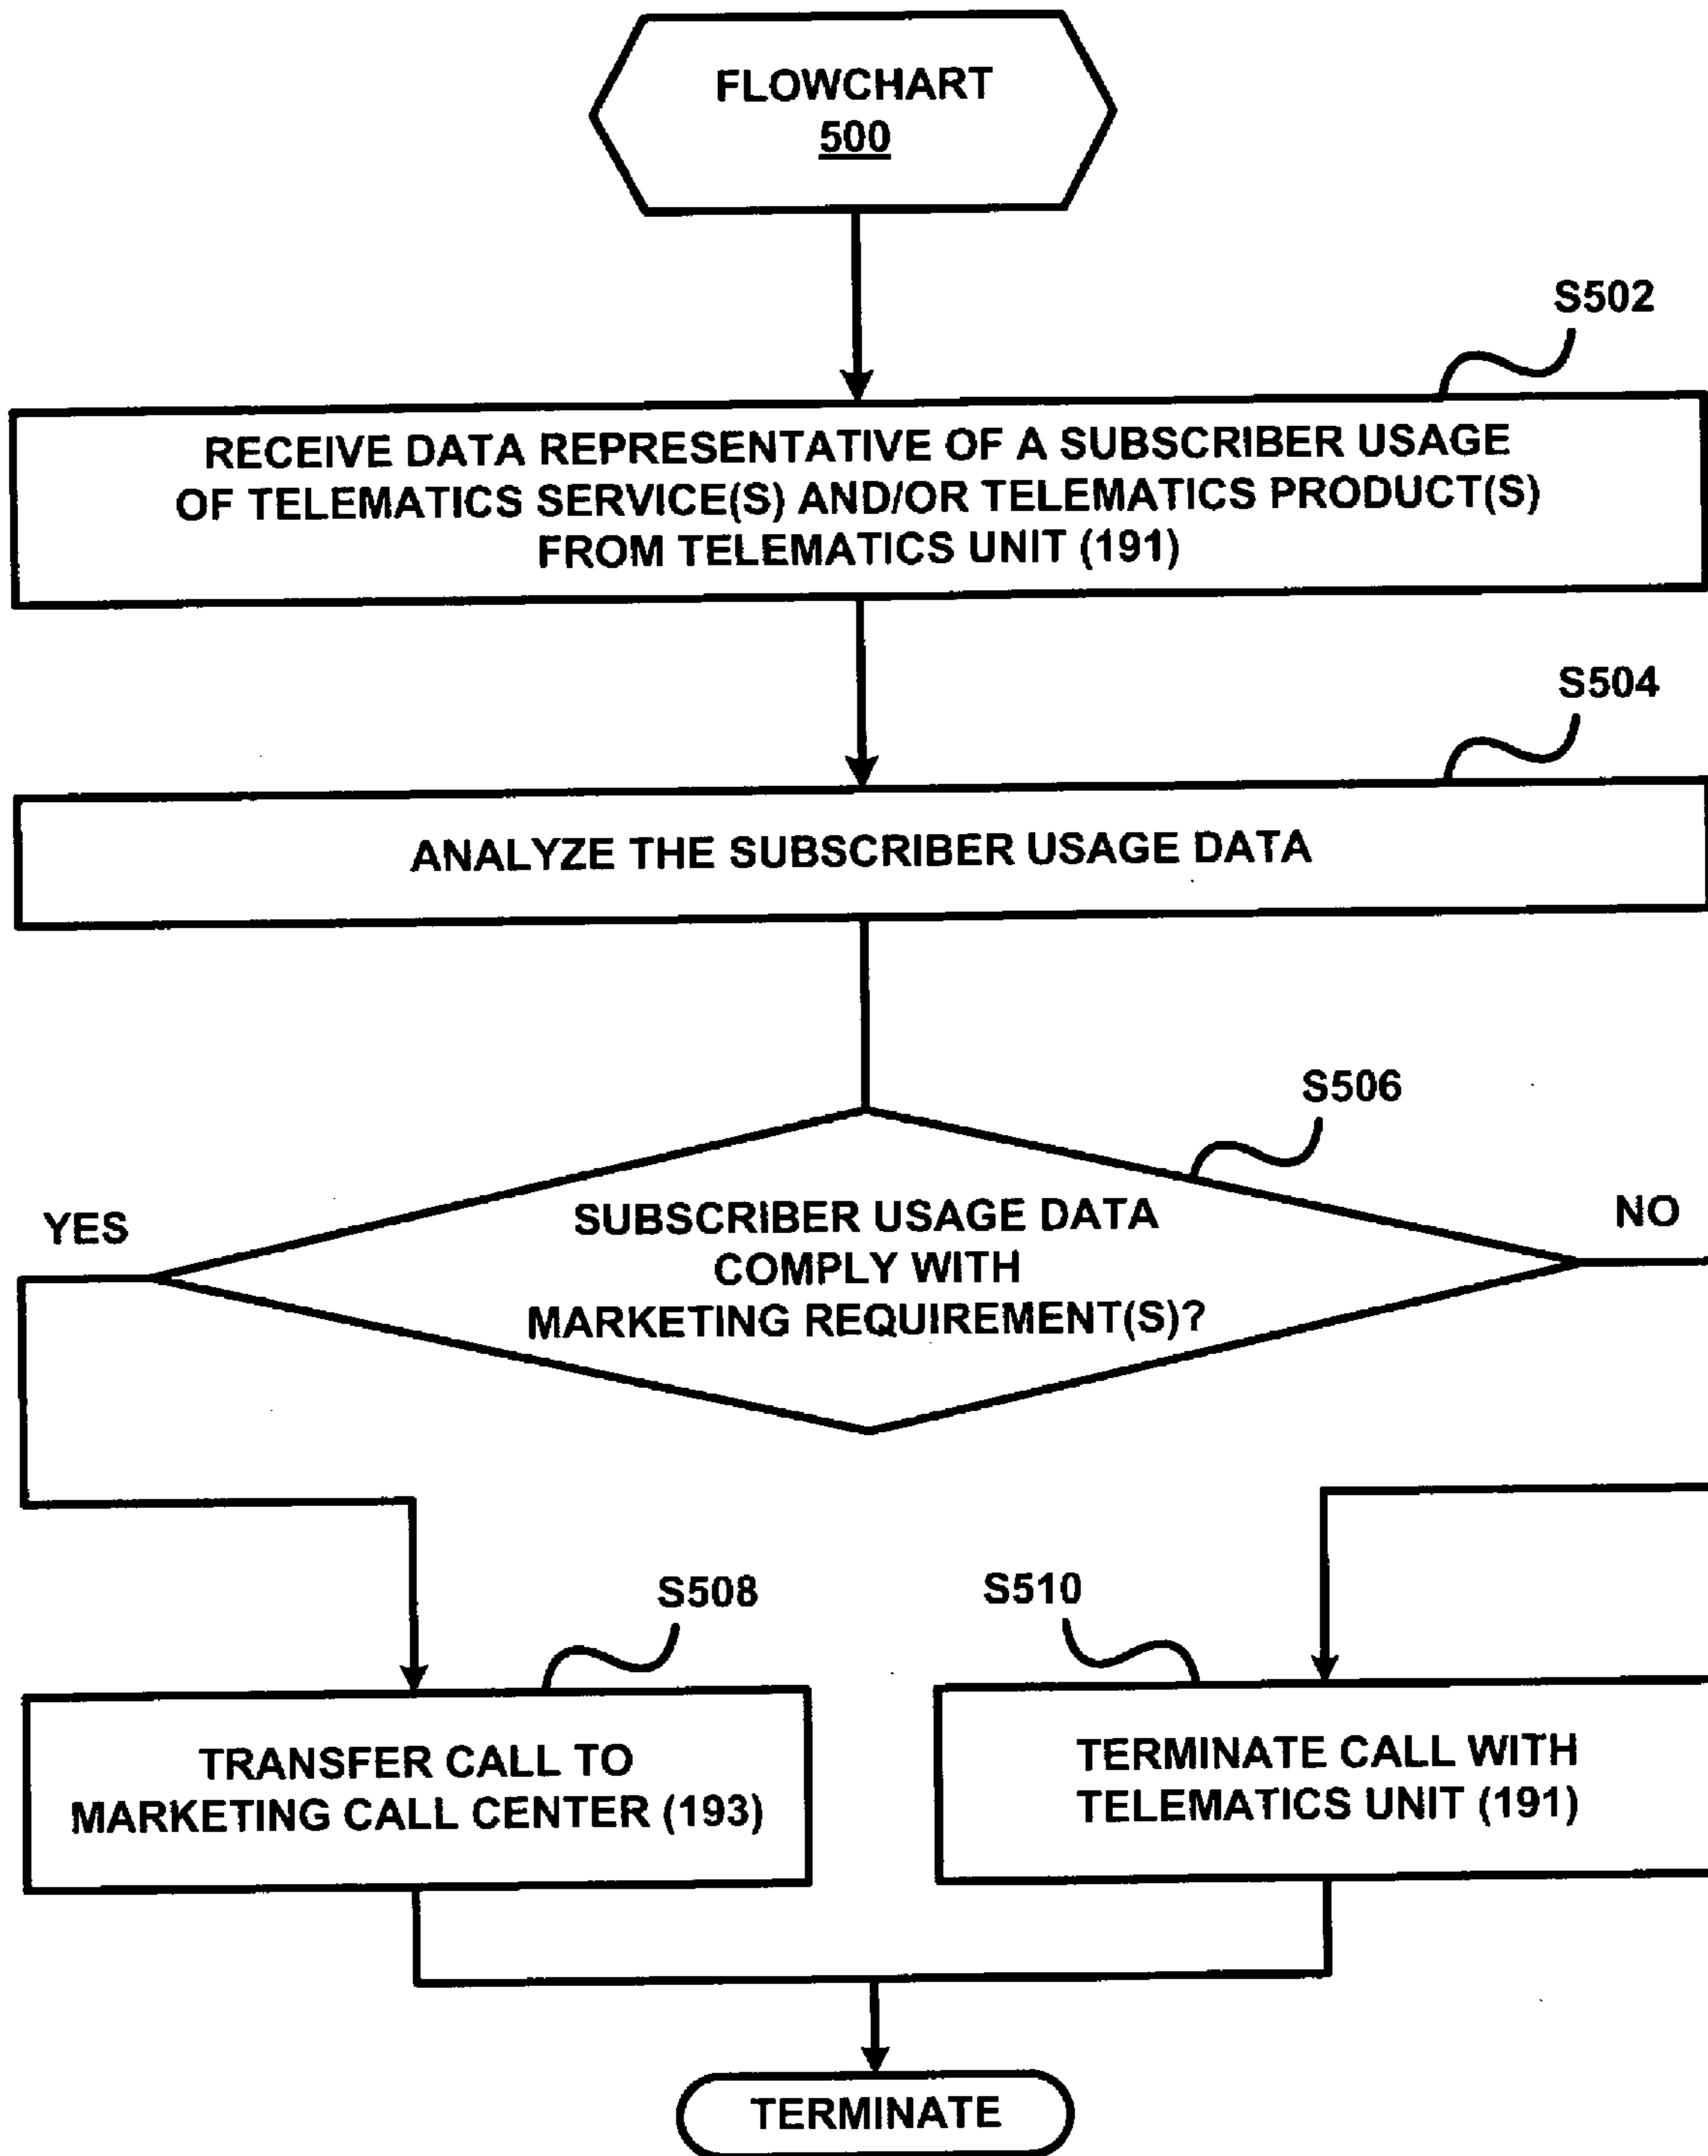 FLOWCHART
500
S502
RECEIVE DATA REPRESENTATIVE OF A SUBSCRIBER USAGE
OF TELEMATICS SERVICE(S) AND/OR TELEMATICS PRODUCT(S)
FROM TELEMATICS UNIT (191)
S504
ANALYZE THE SUBSCRIBER USAGE DATA
S506
YES
NO
SUBSCRIBER USAGE DATA
COMPLY WITH
MARKETING REQUIREMENT(S)?
S508
S510
TRANSFER CALL TO
MARKETING CALL CENTER (193)
TERMINATE CALL WITH
TELEMATICS UNIT (191)
TERMINATE